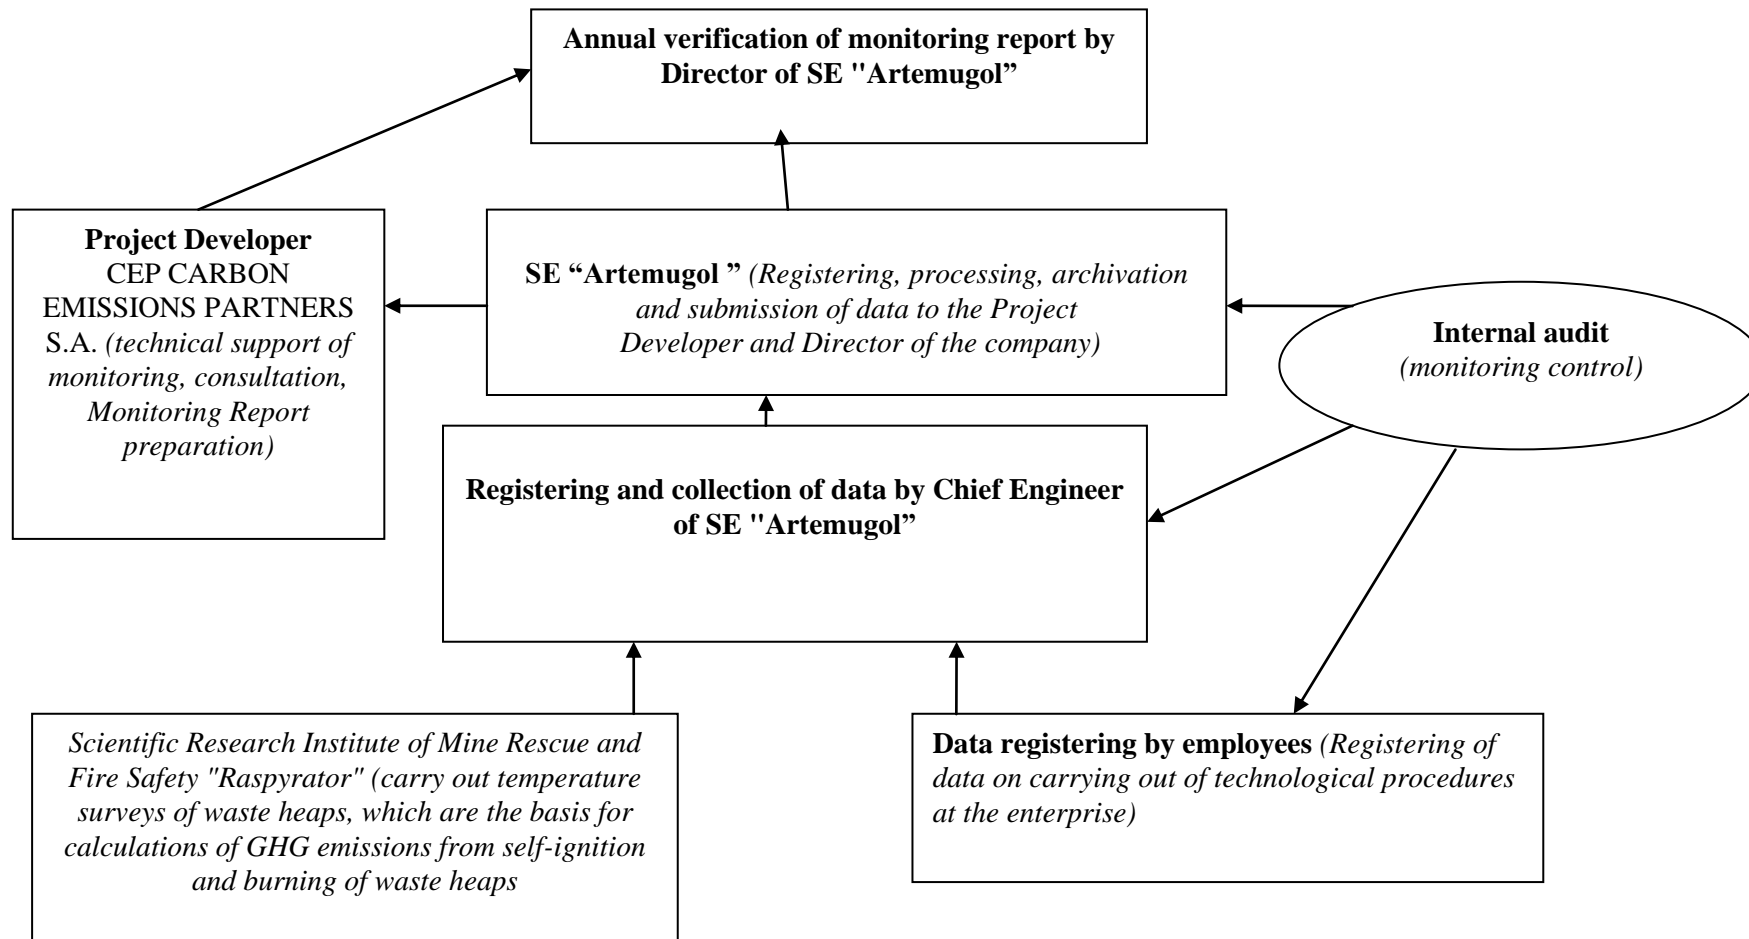 Annual verification of monitoring report by
Director of SE "Artemugol”
Project Developer
CEP CARBON
EMISSIONS PARTNERS
S.A. (technical support of
monitoring, consultation,
Monitoring Report
preparation)
SE “Artemugol ” (Registering, processing, archivation
and submission of data to the Project
Developer and Director of the company)
Internal audit
(monitoring control)
Registering and collection of data by Chief Engineer
of SE "Artemugol”
Scientific Research Institute of Mine Rescue and
Fire Safety "Raspyrator" (carry out temperature
surveys of waste heaps, which are the basis for
calculations of GHG emissions from self-ignition
and burning of waste heaps
Data registering by employees (Registering of
data on carrying out of technological procedures
at the enterprise)